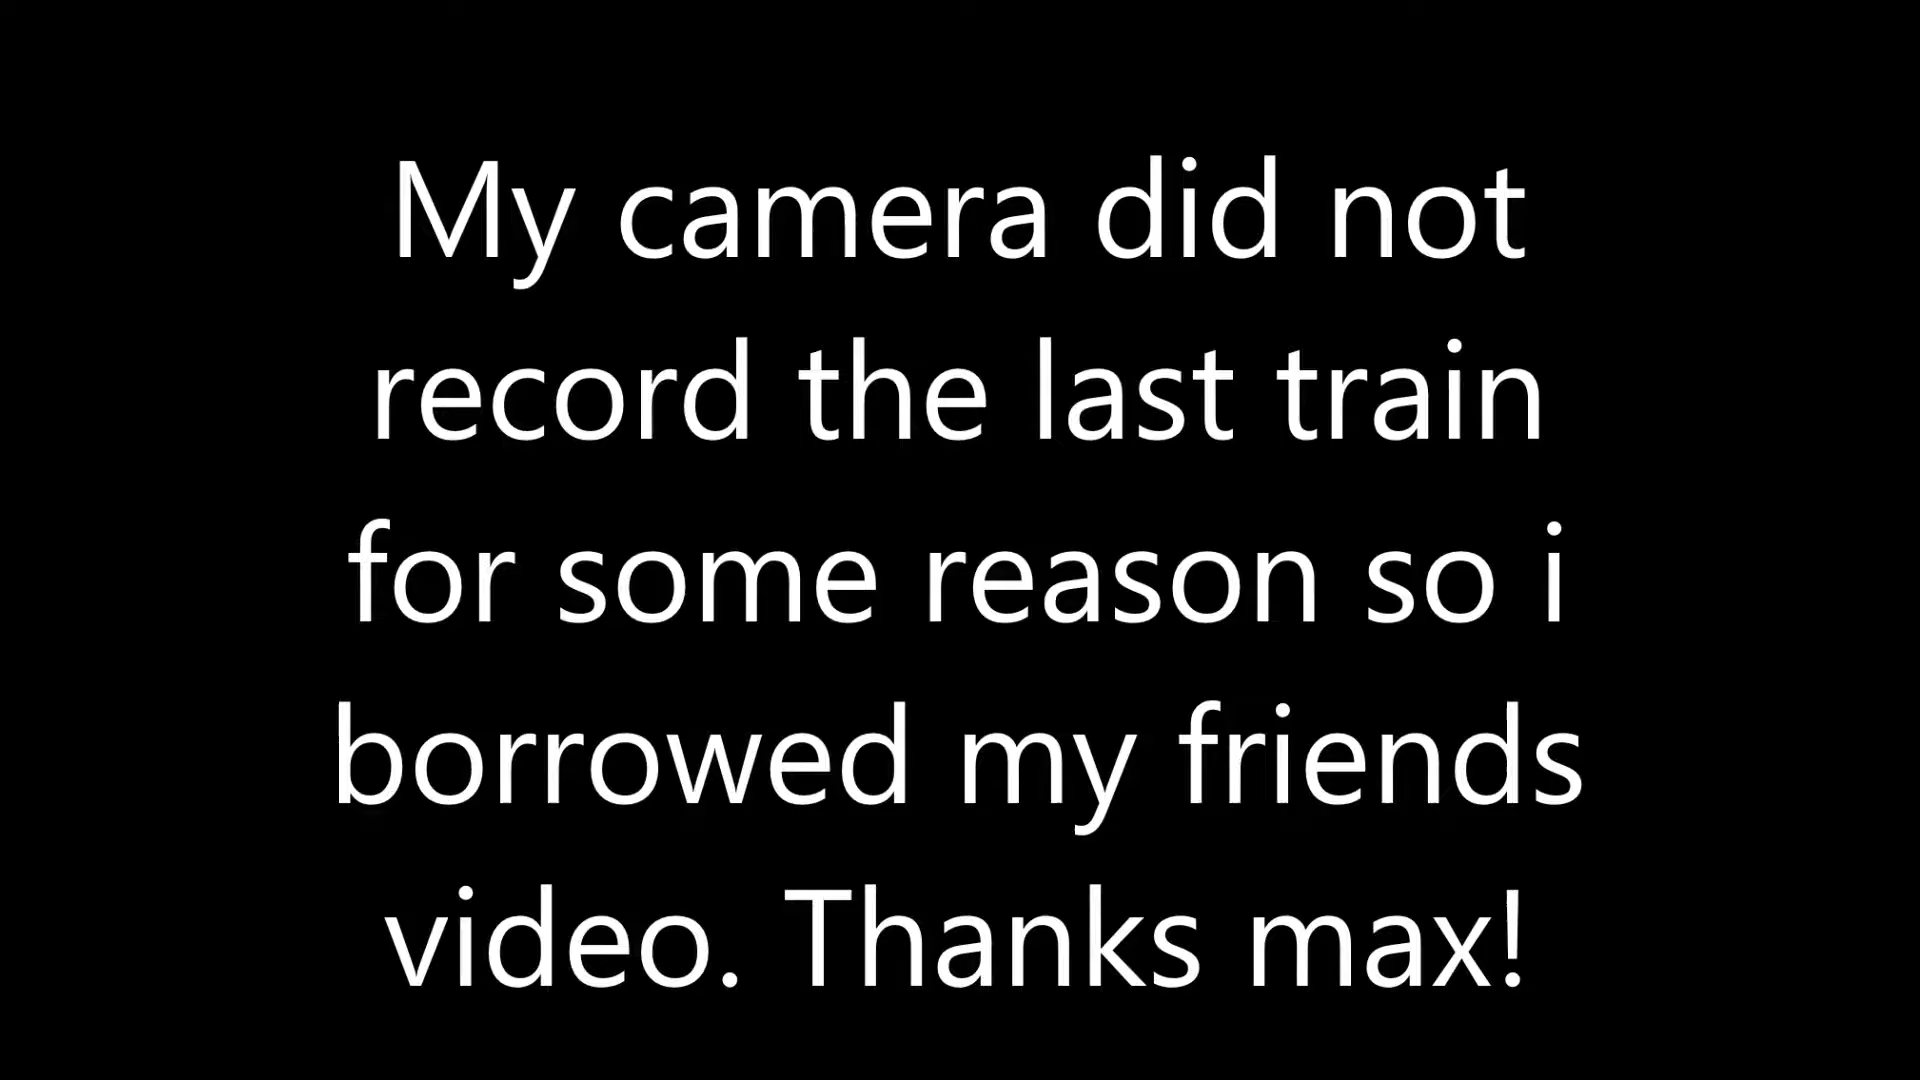 My camera did not
record the last train
for some reason so i
borrowed my friends
video. Thanks max!